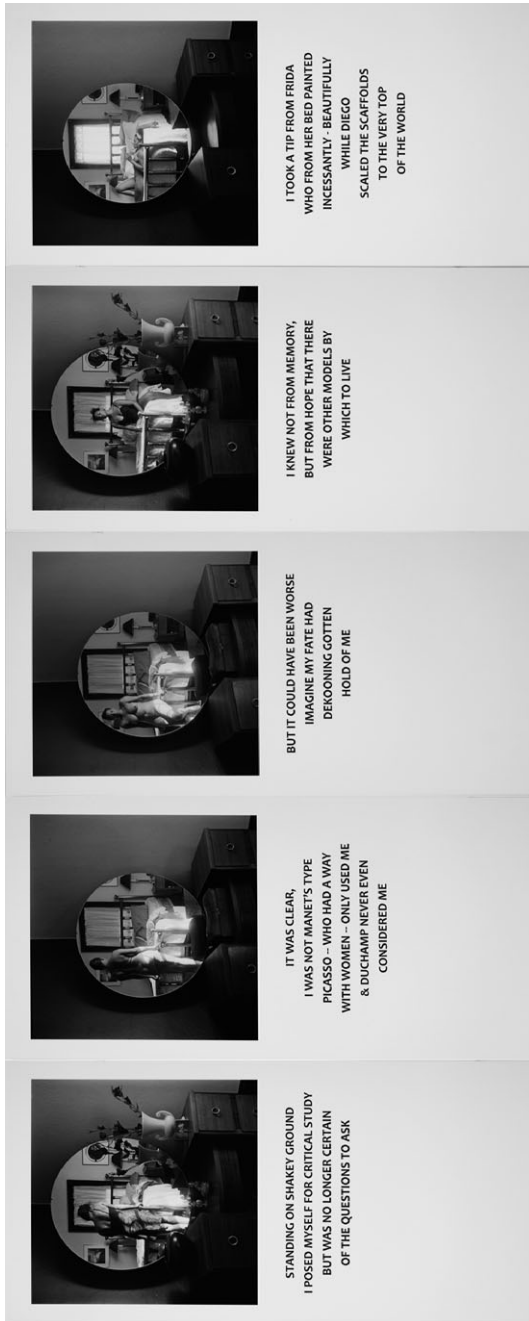 STANDING ON SHAKEY GROUND
I POSED MYSELF FOR CRITICAL STUDY
BUT WAS NO LONGER CERTAIN
OF THE QUESTIONS TO ASK
IT WAS CLEAR,
I WAS NOT MANET'S TYPE
PICASSO – WHO HAD A WAY
WITH WOMEN – ONLY USED ME
& DUCHAMP NEVER EVEN
CONSIDERED ME
BUT IT COULD HAVE BEEN WORSE
IMAGINE MY FATE HAD
DEKOONING GOTTEN
HOLD OF ME
I KNEW NOT FROM MEMORY,
BUT FROM HOPE THAT THERE
WERE OTHER MODELS BY
WHICH TO LIVE
I TOOK A TIP FROM FRIDA
WHO FROM HER BED PAINTED
INCESSANTLY - BEAUTIFULLY
WHILE DIEGO
SCALED THE SCAFFOLDS
TO THE VERY TOP
OF THE WORLD